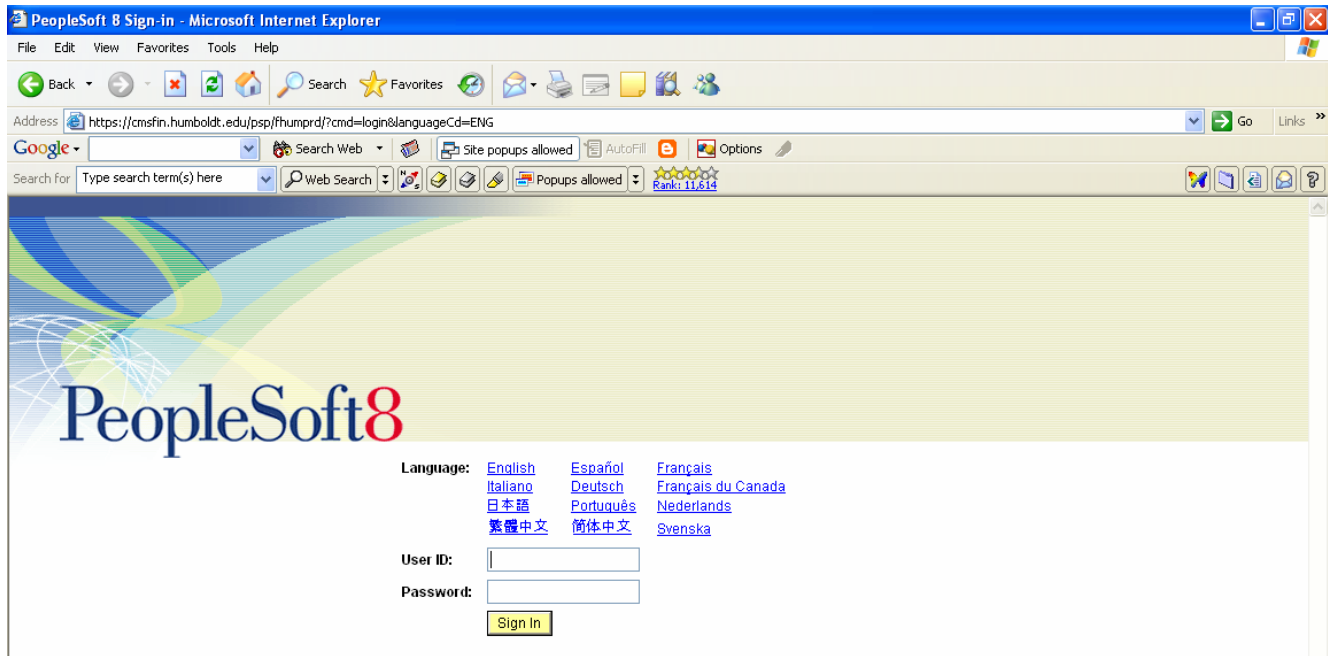 PeopleSoft 8 Sign-in - Microsoft Internet Explorer
File Edit View Favorites Tools Help
Back Search Favorites
Address https://cmsfin.humboldt.edu/psp/fhumprd/?cmd=login&languageCd=ENG Go Links »
Google Search Web Site popups allowed AutoFill Options
Search for Type search term(s) here Web Search Popups allowed Rank: 11,614
PeopleSoft8
Language: English Español Français
Italiano Deutsch Français du Canada
日本語 Português Nederlands
繁體中文 简体中文 Svenska
User ID:
Password:
Sign In